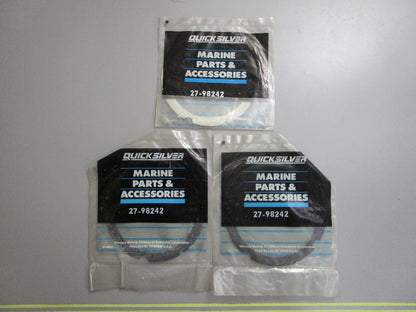 QUICKSILVER
MARINE
PARTS &
ACCESSORIES
27-98242
QUICKSILVER
MARINE
PARTS &
ACCESSORIES
27-98242
QUICKSILVER
MARINE
PARTS &
ACCESSORIES
27-98242